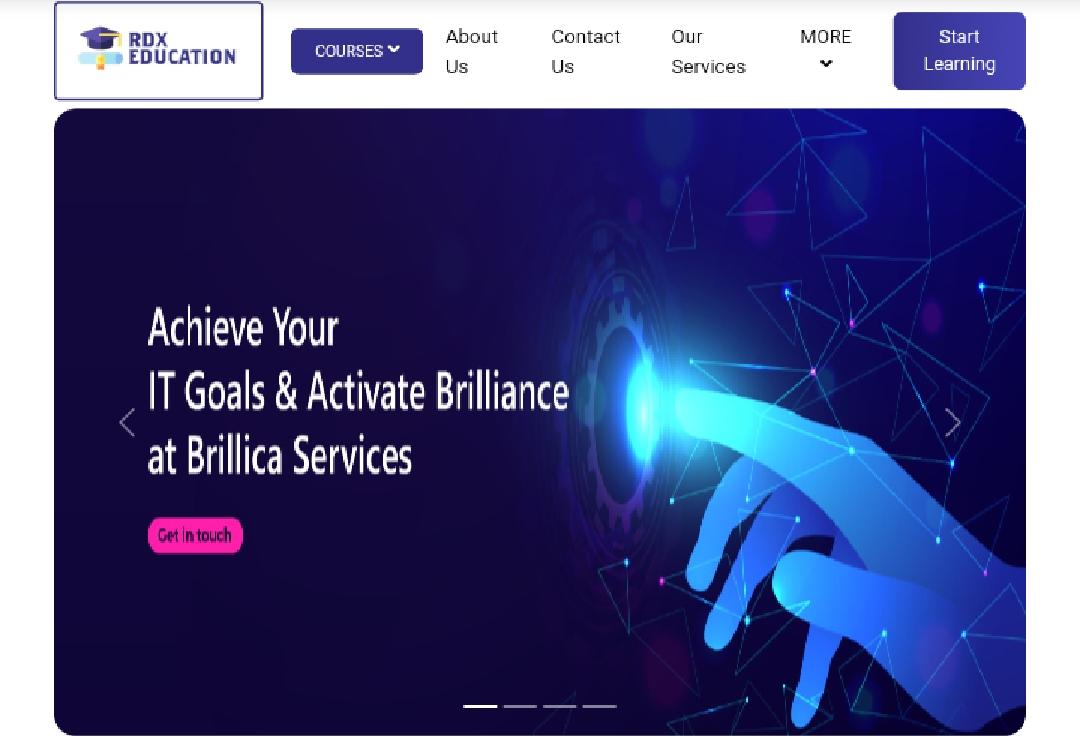 RDX
EDUCATION
COURSES
About
Us
Contact
Us
Our
Services
MORE
Start
Learning
Achieve Your
IT Goals & Activate Brilliance
at Brillica Services
Get in touch